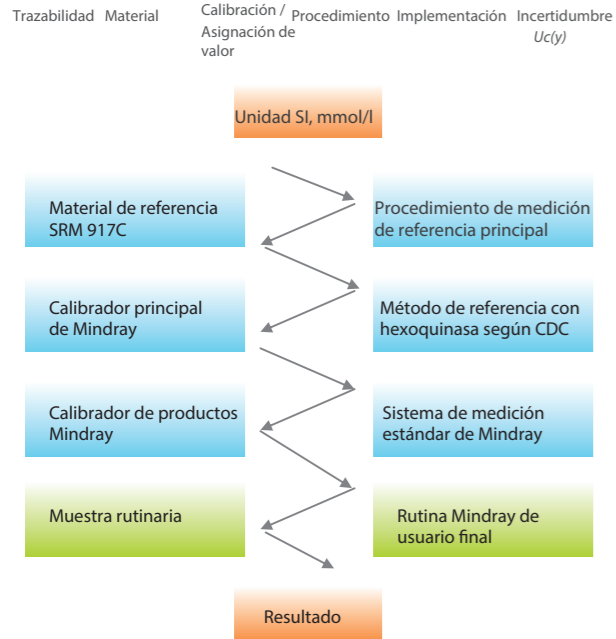 Trazabilidad Material Calibración / Procedimiento Implementación Incertidumbre
Asignación de Uc(y)
valor
Unidad SI, mmol/l
Material de referencia
SRM 917C
Procedimiento de medición
de referencia principal
Calibrador principal
de Mindray
Método de referencia con
hexoquinasa según CDC
Calibrador de productos
Mindray
Sistema de medición
estándar de Mindray
Muestra rutinaria
Rutina Mindray de
usuario final
Resultado